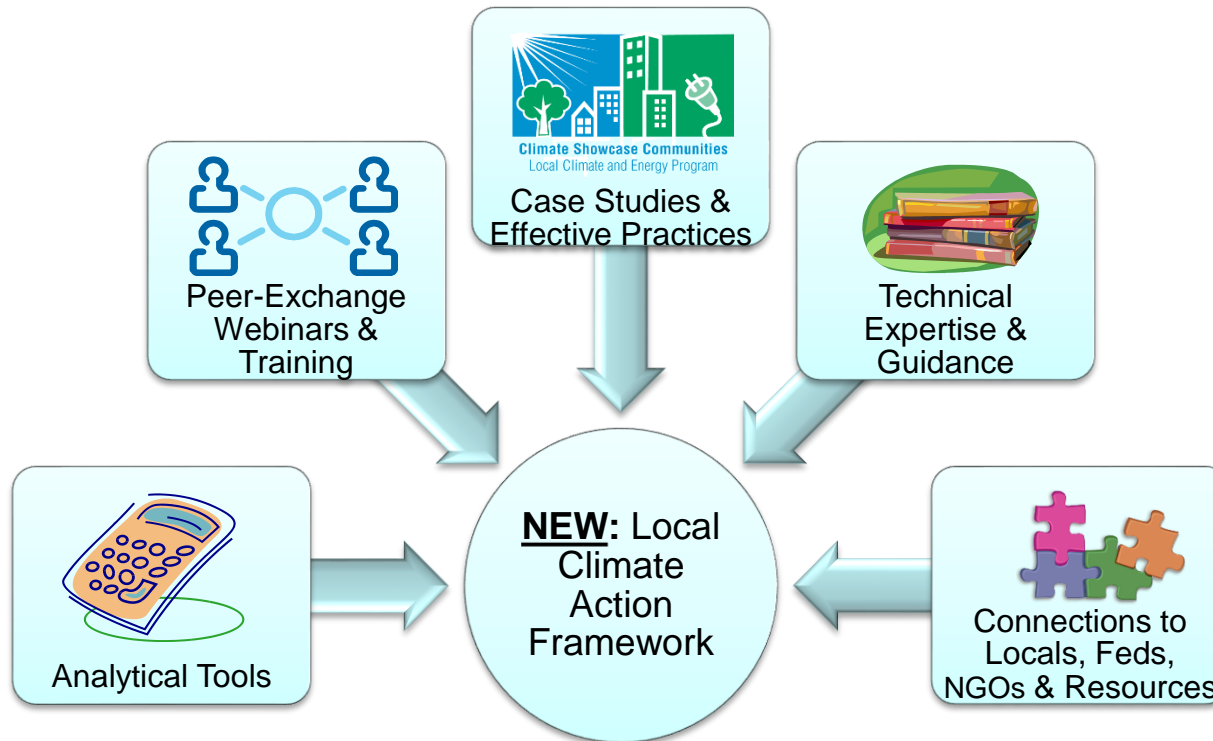 Climate Showcase Communities
Local Climate and Energy Program
Case Studies &
Effective Practices
Peer-Exchange
Webinars &
Training
Technical
Expertise &
Guidance
Analytical Tools
NEW: Local
Climate
Action
Framework
Connections to
Locals, Feds,
NGOs & Resources